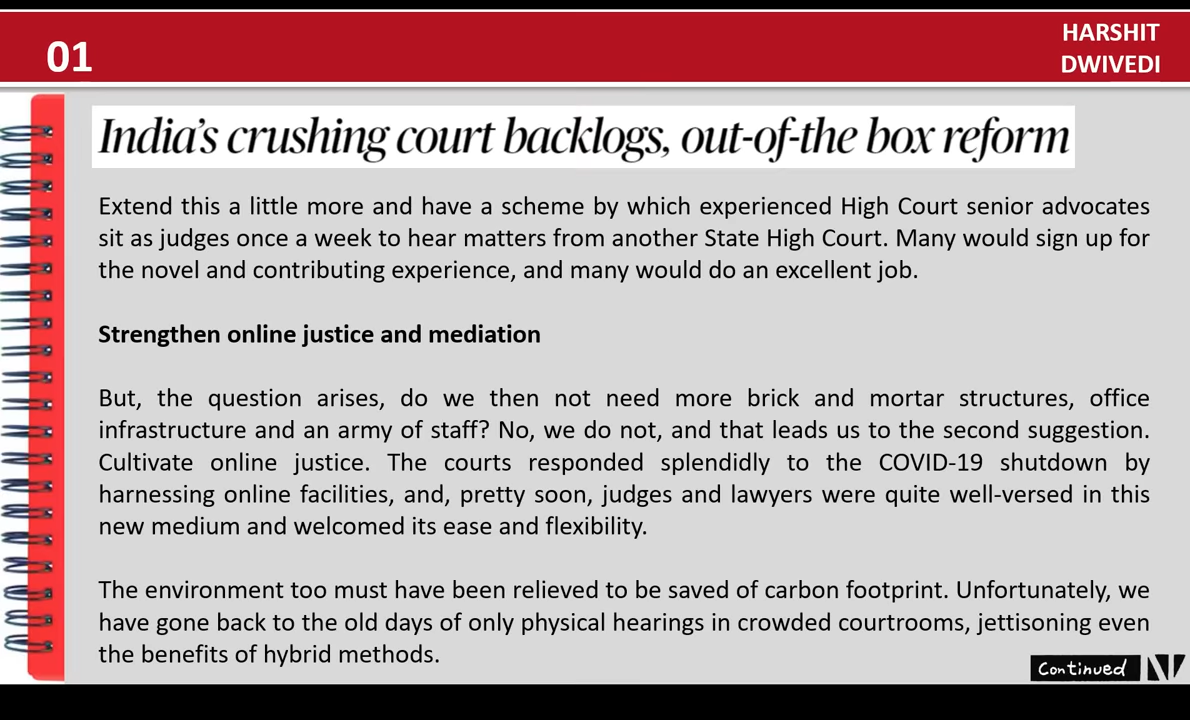 01
HARSHIT
DWIVEDI
India's crushing court backlogs, out-of-the box reform
Extend this a little more and have a scheme by which experienced High Court senior advocates
sit as judges once a week to hear matters from another State High Court. Many would sign up for
the novel and contributing experience, and many would do an excellent job.
Strengthen online justice and mediation
But, the question arises, do we then not need more brick and mortar structures, office
infrastructure and an army of staff? No, we do not, and that leads us to the second suggestion.
Cultivate online justice. The courts responded splendidly to the COVID-19 shutdown by
harnessing online facilities, and, pretty soon, judges and lawyers were quite well-versed in this
new medium and welcomed its ease and flexibility.
The environment too must have been relieved to be saved of carbon footprint. Unfortunately, we
have gone back to the old days of only physical hearings in crowded courtrooms, jettisoning even
the benefits of hybrid methods.
Continued